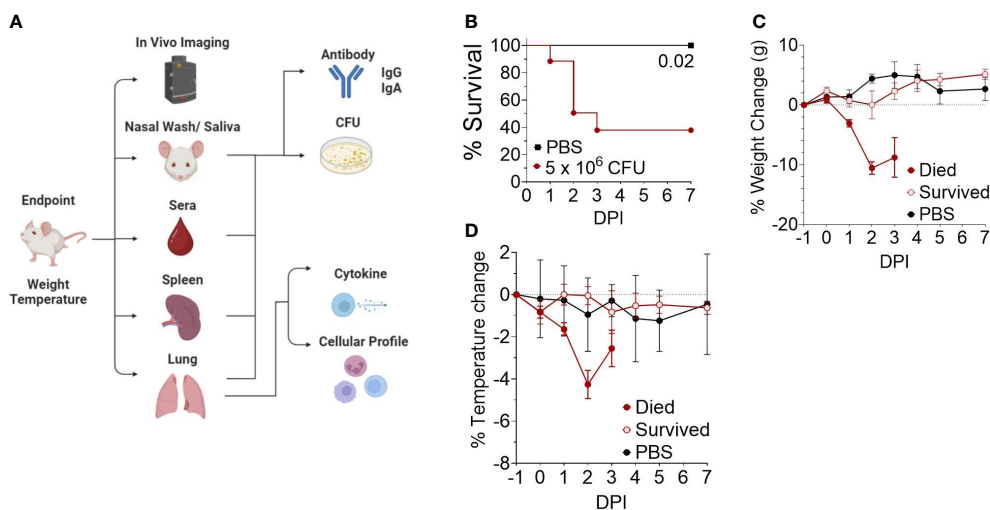 A
In Vivo Imaging
Nasal Wash/ Saliva
Endpoint
Sera
Weight
Temperature
Spleen
Lung
Antibody
IgG
IgA
CFU
Cytokine
Cellular Profile
B
% Survival
100
80
60
40
20
0
0.02
PBS
5 x 10⁶ CFU
0 1 2 3 4 5 6 7
DPI
C
% Weight Change (g)
10
0
-10
-20
Died
Survived
PBS
-1 0 1 2 3 4 5 6 7
DPI
D
% Temperature change
2
0
-2
-4
-6
-8
Died
Survived
PBS
-1 0 1 2 3 4 5 6 7
DPI